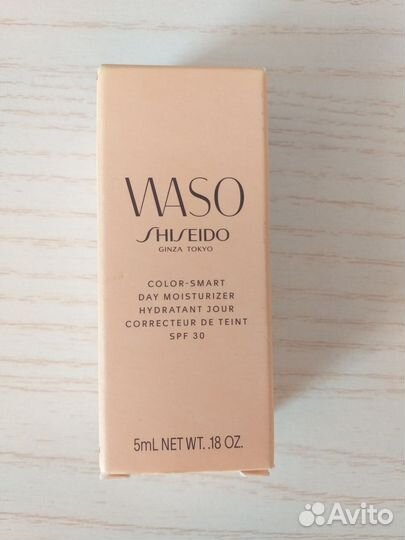 WASO
SHISEIDO
GINZA TOKYO
COLOR-SMART
DAY MOISTURIZER
HYDRATANT JOUR
CORRECTEUR DE TEINT
SPF 30
5mL NET WT. .18 OZ.
Avito